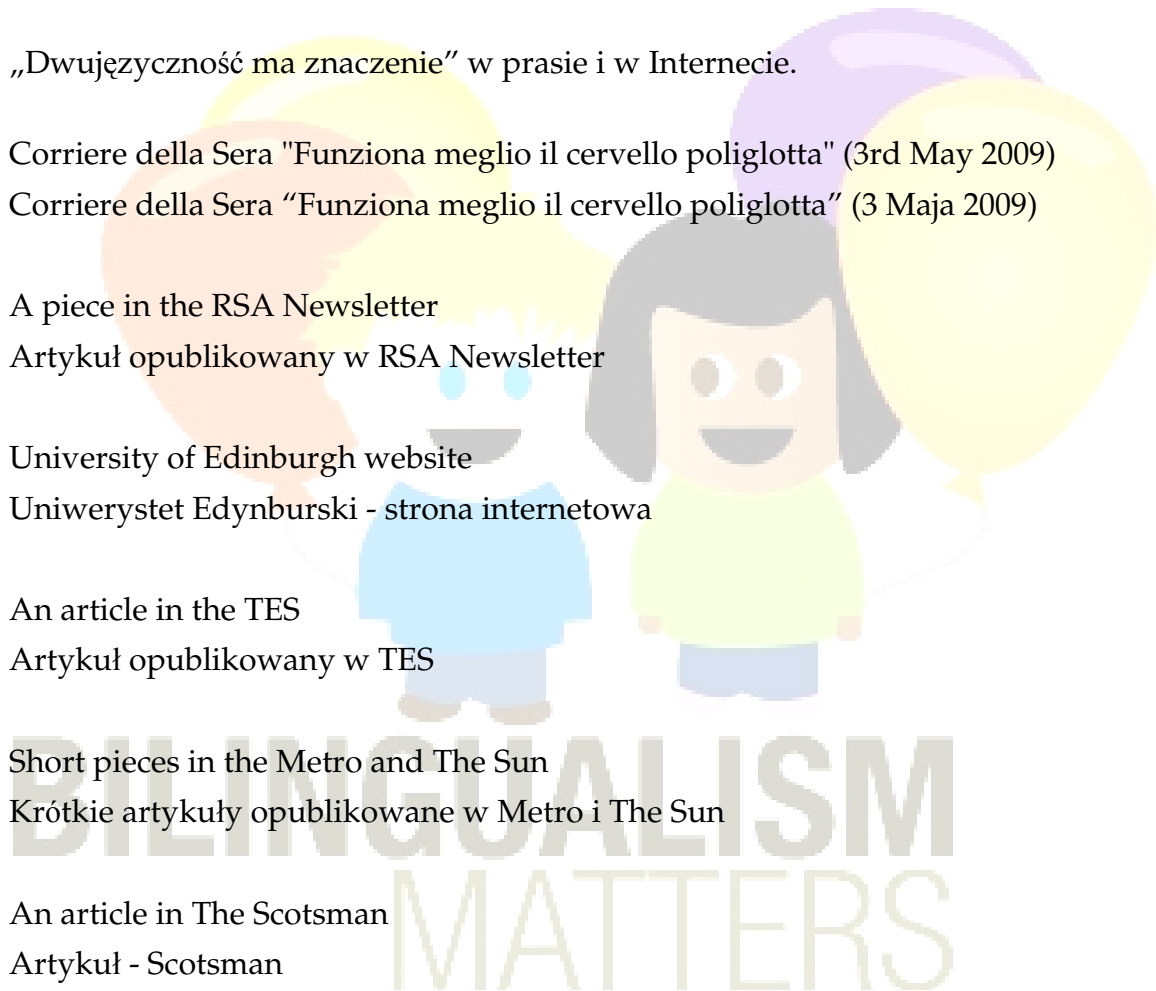 „Dwujęzyczność ma znaczenie” w prasie i w Internecie.
Corriere della Sera "Funziona meglio il cervello poliglotta" (3rd May 2009)
Corriere della Sera “Funziona meglio il cervello poliglotta” (3 Maja 2009)
A piece in the RSA Newsletter
Artykuł opublikowany w RSA Newsletter
University of Edinburgh website
Uniwerystet Edynburski - strona internetowa
An article in the TES
Artykuł opublikowany w TES
Short pieces in the Metro and The Sun
Krótkie artykuły opublikowane w Metro i The Sun
BILINGUALISM
MATTERS
An article in The Scotsman
Artykuł - Scotsman